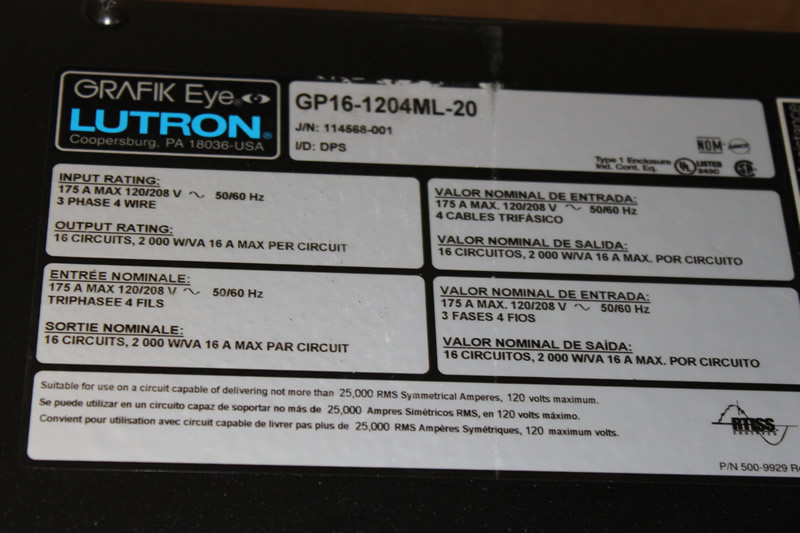 GRAFIK Eye®
LUTRON®
Coopersburg, PA 18036-USA
GP16-1204ML-20
J/N: 114568-001
I/D: DPS
NOM
Type 1 Enclosure
Ind. Cont. Eq.
UL LISTED
243C
INPUT RATING:
175 A MAX 120/208 V ~ 50/60 Hz
3 PHASE 4 WIRE
OUTPUT RATING:
16 CIRCUITS, 2 000 W/VA 16 A MAX PER CIRCUIT
VALOR NOMINAL DE ENTRADA:
175 A MAX. 120/208 V ~ 50/60 Hz
4 CABLES TRIFÁSICO
VALOR NOMINAL DE SALIDA:
16 CIRCUITOS, 2 000 W/VA 16 A MAX. POR CIRCUITO
ENTRÉE NOMINALE:
175 A MAX 120/208 V ~ 50/60 Hz
TRIPHASEE 4 FILS
SORTIE NOMINALE:
16 CIRCUITS, 2 000 W/VA 16 A MAX PAR CIRCUIT
VALOR NOMINAL DE ENTRADA:
175 A MAX. 120/208 V ~ 50/60 Hz
3 FASES 4 FIOS
VALOR NOMINAL DE SAÍDA:
16 CIRCUITOS, 2 000 W/VA 16 A MAX. POR CIRCUITO
Suitable for use on a circuit capable of delivering not more than 25,000 RMS Symmetrical Amperes, 120 volts maximum.
Se puede utilizar en un circuito capaz de soportar no más de 25,000 Ampres Simétricos RMS, en 120 volts máximo.
Convient pour utilisation avec circuit capable de livrer pas plus de 25,000 RMS Ampères Symétriques, 120 maximum volts.
RTISS
P/N 500-9929 Re